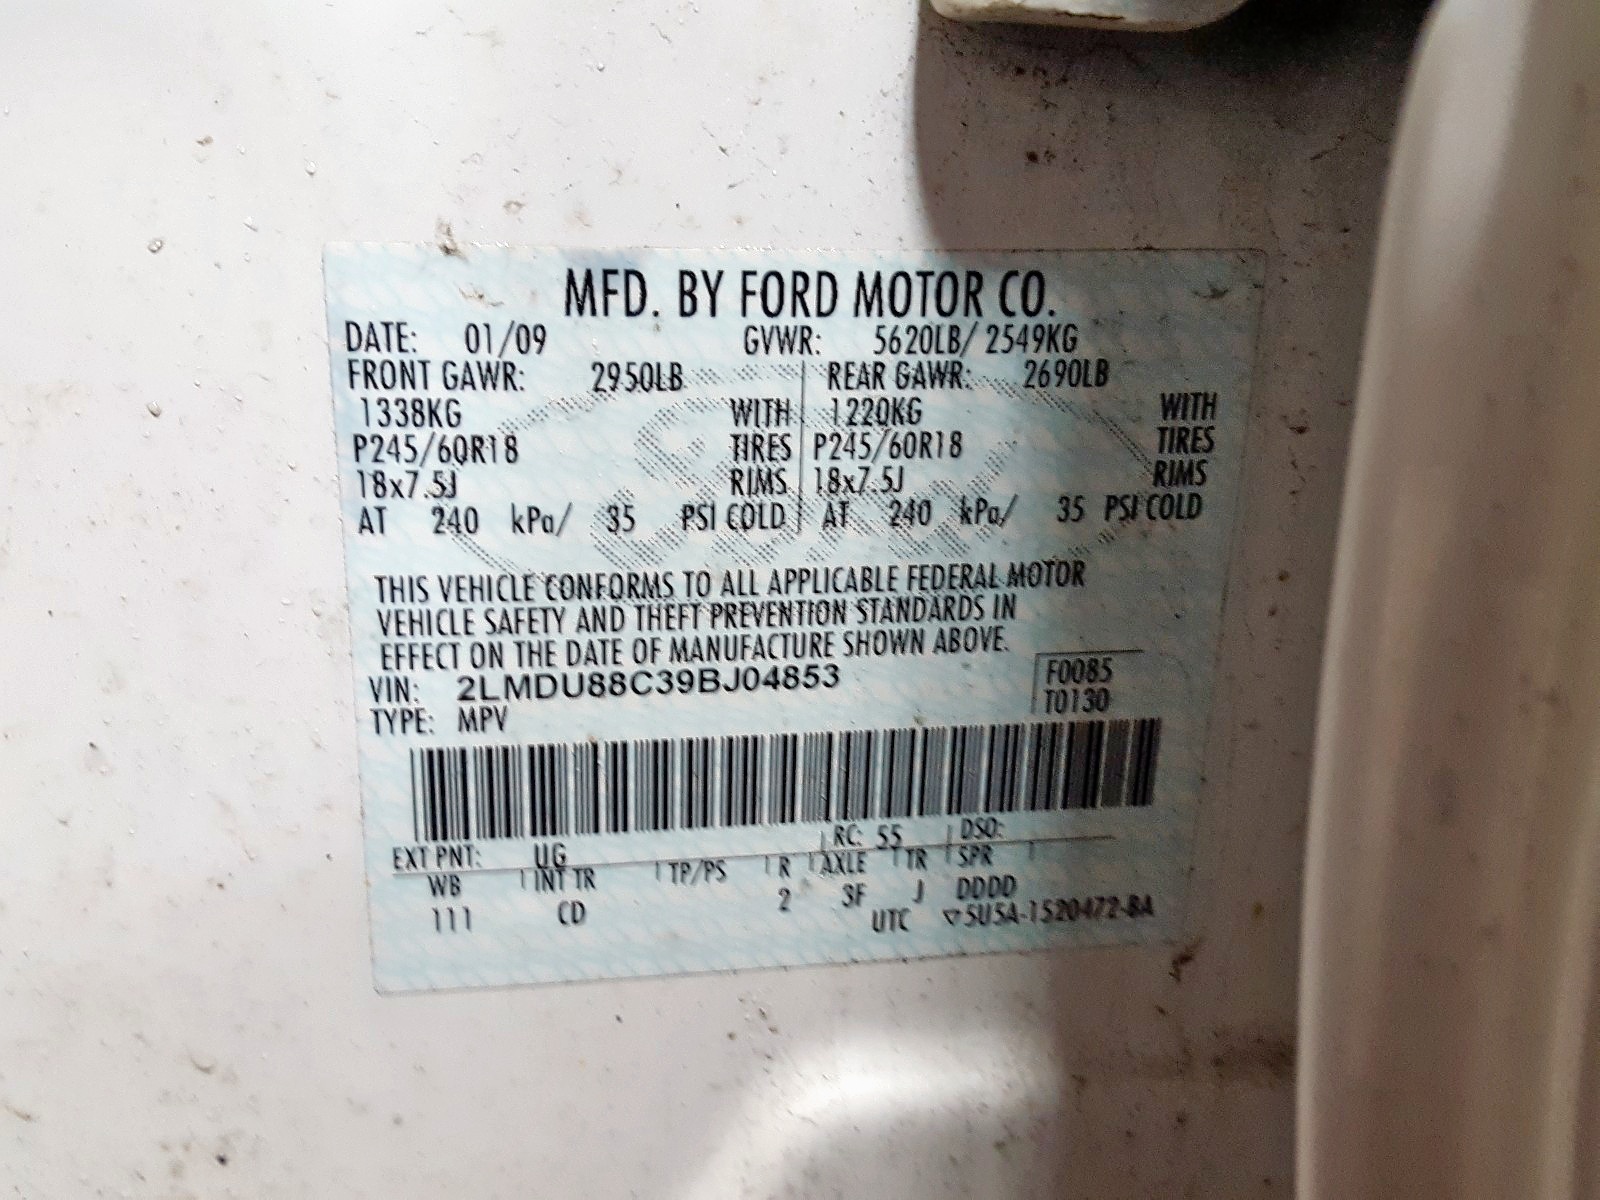 MFD. BY FORD MOTOR CO.
DATE: 01/09 GVWR: 5620LB/ 2549KG
FRONT GAWR: 2950LB REAR GAWR: 2690LB
1338KG WITH 1220KG WITH
P245/60R18 TIRES P245/60R18 TIRES
18x7.5J RIMS 18x7.5J RIMS
AT 240 kPa/ 35 PSI COLD AT 240 kPa/ 35 PSI COLD
THIS VEHICLE CONFORMS TO ALL APPLICABLE FEDERAL MOTOR
VEHICLE SAFETY AND THEFT PREVENTION STANDARDS IN
EFFECT ON THE DATE OF MANUFACTURE SHOWN ABOVE.
VIN: 2LMDU88C39BJ04853 F0085
TYPE: MPV T0130
EXT PNT: UG RC: 55 DSO:
WB INT TR TP/PS R AXLE TR SPR
111 CD 2 3F J DDDD
UTC ▽5U5A-1520472-BA